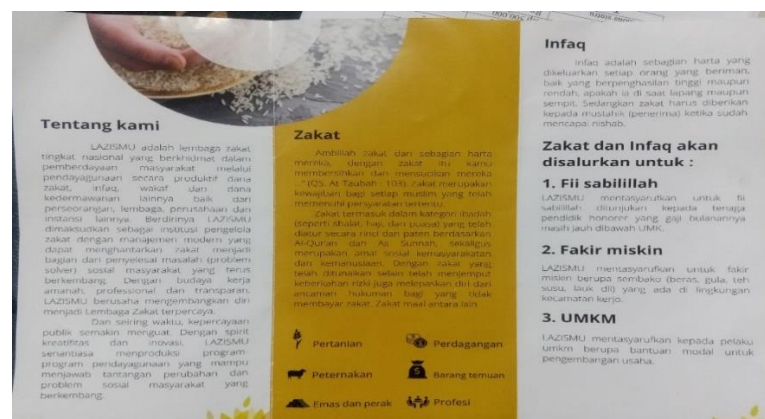 Tentang kami
LAZISMU adalah lembaga zakat
tingkat nasional yang berkhidmat dalam
pemberdayaan masyarakat melalui
pendayagunaan secara produktif dana
zakat, infaq, wakaf dan dana
kedermawanan lainnya baik dari
perseorangan, lembaga, perusahaan dan
instansi lainnya. Berdirinya LAZISMU
dimaksudkan sebagai institusi pengelola
zakat dengan manajemen modern yang
dapat menghantarkan zakat menjadi
bagian dari penyelesai masalah (problem
solver) sosial masyarakat yang terus
berkembang. Dengan budaya kerja
amanah, professional dan transparan,
LAZISMU berusaha mengembangkan diri
menjadi Lembaga Zakat terpercaya.
Dan seiring waktu, kepercayaan
publik semakin menguat. Dengan spirit
kreatifitas dan inovasi, LAZISMU
senantiasa menproduksi program-
program pendayagunaan yang mampu
menjawab tantangan perubahan dan
problem sosial masyarakat yang
berkembang.
Zakat
Ambillah zakat dari sebagian harta
mereka, dengan zakat itu kamu
membersihkan dan mensucikan mereka
..." (QS. At Taubah : 103). Zakat merupakan
kewajiban bagi setiap muslim yang telah
memenuhi persyaratan tertentu.
Zakat termasuk dalam kategori ibadah
(seperti shalat, haji, dan puasa) yang telah
diatur secara rinci dan paten berdasarkan
Al-Qur'an dan As Sunnah, sekaligus
merupakan amal sosial kemasyarakatan
dan kemanusiaan. Dengan zakat yang
telah ditunaikan selain telah menjemput
keberkahan rizki juga melepaskan diri dari
ancaman hukuman bagi yang tidak
membayar zakat. Zakat maal antara lain
Pertanian
Perdagangan
Peternakan
Barang temuan
Emas dan perak
Profesi
Infaq
Infaq adalah sebagian harta yang
dikeluarkan setiap orang yang beriman,
baik yang berpenghasilan tinggi maupun
rendah, apakah ia di saat lapang maupun
sempit. Sedangkan zakat harus diberikan
kepada mustahik (penerima) ketika sudah
mencapai nishab.
Zakat dan Infaq akan
disalurkan untuk :
1. Fii sabilillah
LAZISMU mentasyarufkan untuk fii
sabilillah ditunjukan kepada tenaga
pendidik honorer yang gaji bulanannya
masih jauh dibawah UMK.
2. Fakir miskin
LAZISMU mentasyarufkan untuk fakir
miskin berupa sembako (beras, gula, teh
susu, lauk dll) yang ada di lingkungan
kecamatan kerjo.
3. UMKM
LAZISMU mentasyarufkan kepada pelaku
umkm berupa bantuan modal untuk
pengembangan usaha.